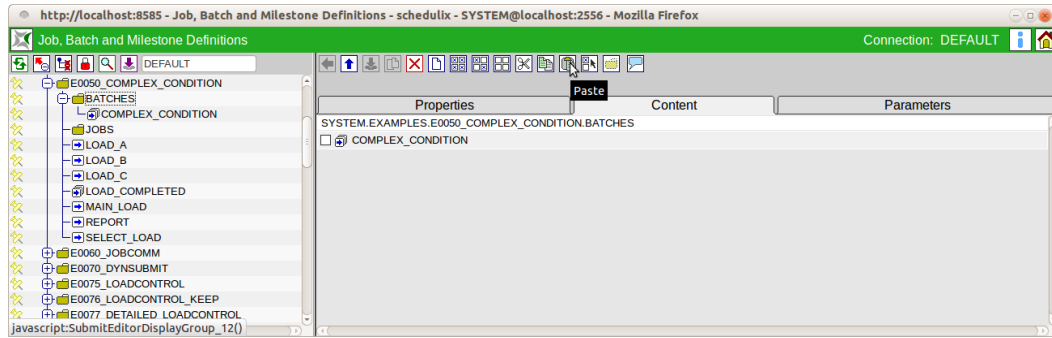 http://localhost:8585 - Job, Batch and Milestone Definitions - schedulix - SYSTEM@localhost:2556 - Mozilla Firefox
Job, Batch and Milestone Definitions
Connection: DEFAULT
DEFAULT
Paste
E0050_COMPLEX_CONDITION
BATCHES
COMPLEX_CONDITION
JOBS
LOAD_A
LOAD_B
LOAD_C
LOAD_COMPLETED
MAIN_LOAD
REPORT
SELECT_LOAD
E0060_JOBCOMM
E0070_DYNSUBMIT
E0075_LOADCONTROL
E0076_LOADCONTROL_KEEP
E0077_DETAILED_LOADCONTROL
javascript:SubmitEditorDisplayGroup_12()
Properties
Content
Parameters
SYSTEM.EXAMPLES.E0050_COMPLEX_CONDITION.BATCHES
COMPLEX_CONDITION